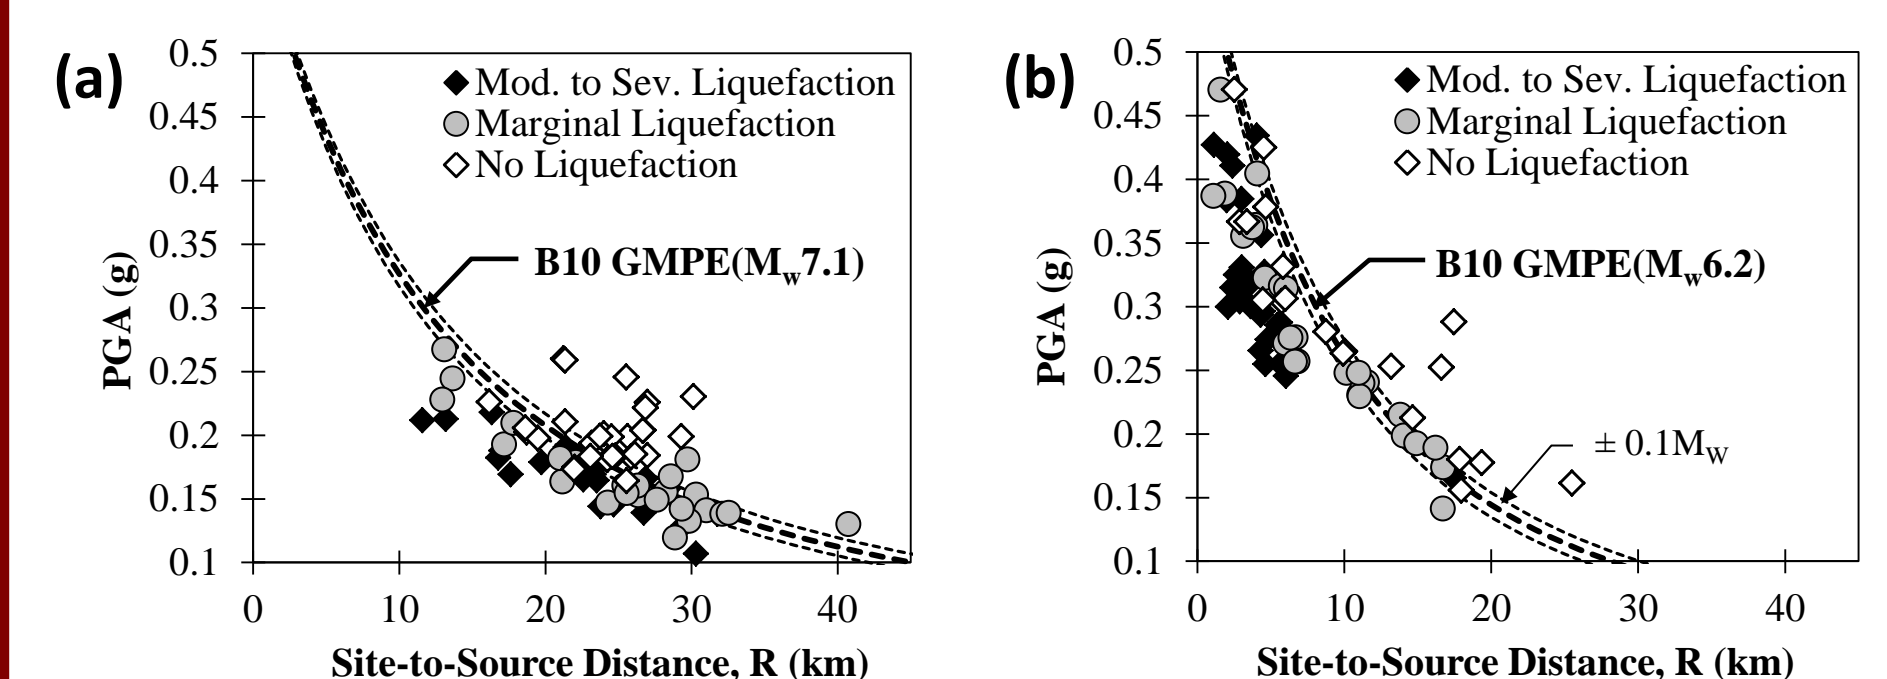 (a)
0.5
0.45
0.4
0.35
0.3
0.25
0.2
0.15
0.1
PGA (g)
Mod. to Sev. Liquefaction
Marginal Liquefaction
No Liquefaction
B10 GMPE(Mw7.1)
0 10 20 30 40
Site-to-Source Distance, R (km)
(b)
0.5
0.45
0.4
0.35
0.3
0.25
0.2
0.15
0.1
PGA (g)
Mod. to Sev. Liquefaction
Marginal Liquefaction
No Liquefaction
B10 GMPE(Mw6.2)
± 0.1MW
0 10 20 30 40
Site-to-Source Distance, R (km)